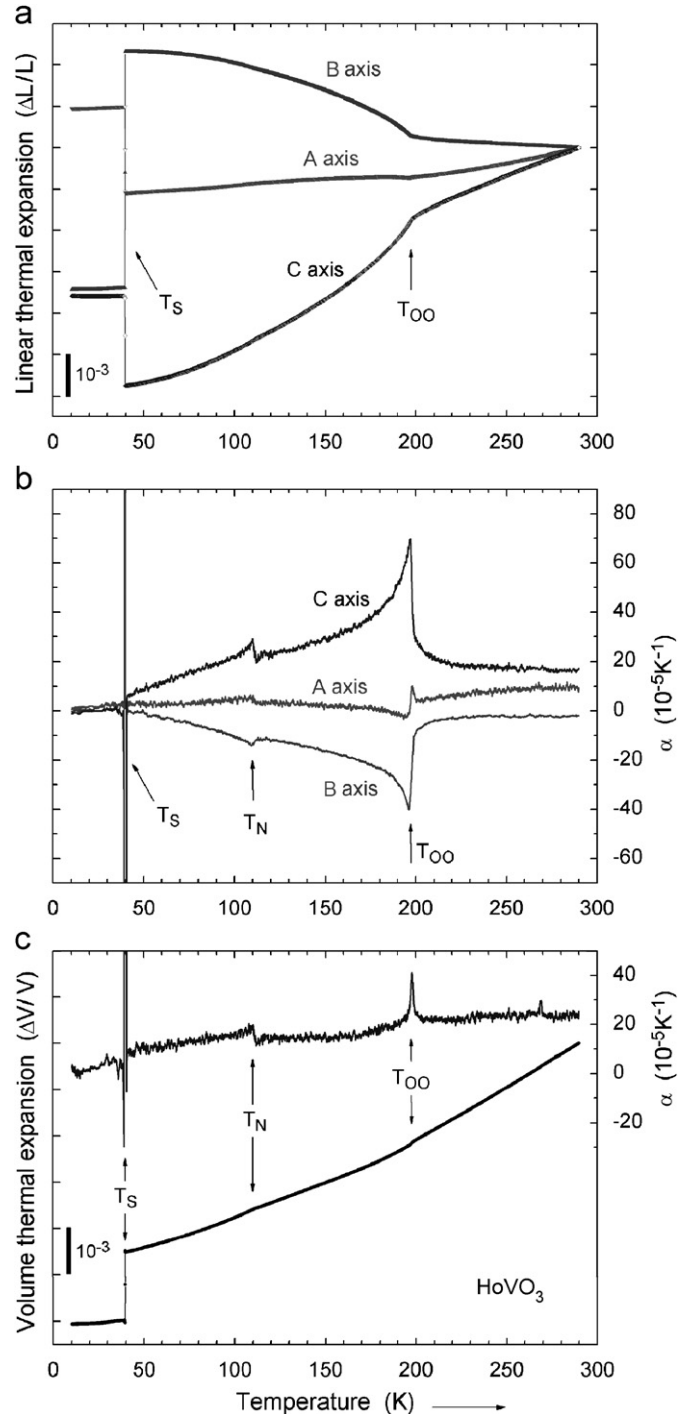 a
Linear thermal expansion (ΔL/L)
B axis
A axis
C axis
T_S
T_OO
10⁻³
0 50 100 150 200 250 300
b
80
60
40
20
0
-20
-40
-60
α (10⁻⁵K⁻¹)
C axis
A axis
B axis
T_S
T_N
T_OO
0 50 100 150 200 250 300
c
Volume thermal expansion (ΔV/V)
40
20
0
-20
α (10⁻⁵K⁻¹)
T_OO
T_N
T_S
10⁻³
HoVO₃
0 50 100 150 200 250 300
Temperature (K)